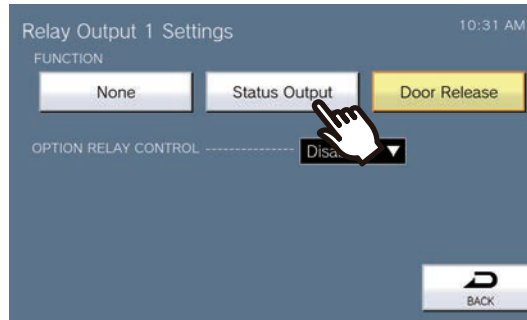 Relay Output 1 Settings
10:31 AM
FUNCTION
None
Status Output
Door Release
OPTION RELAY CONTROL ---------------
BACK